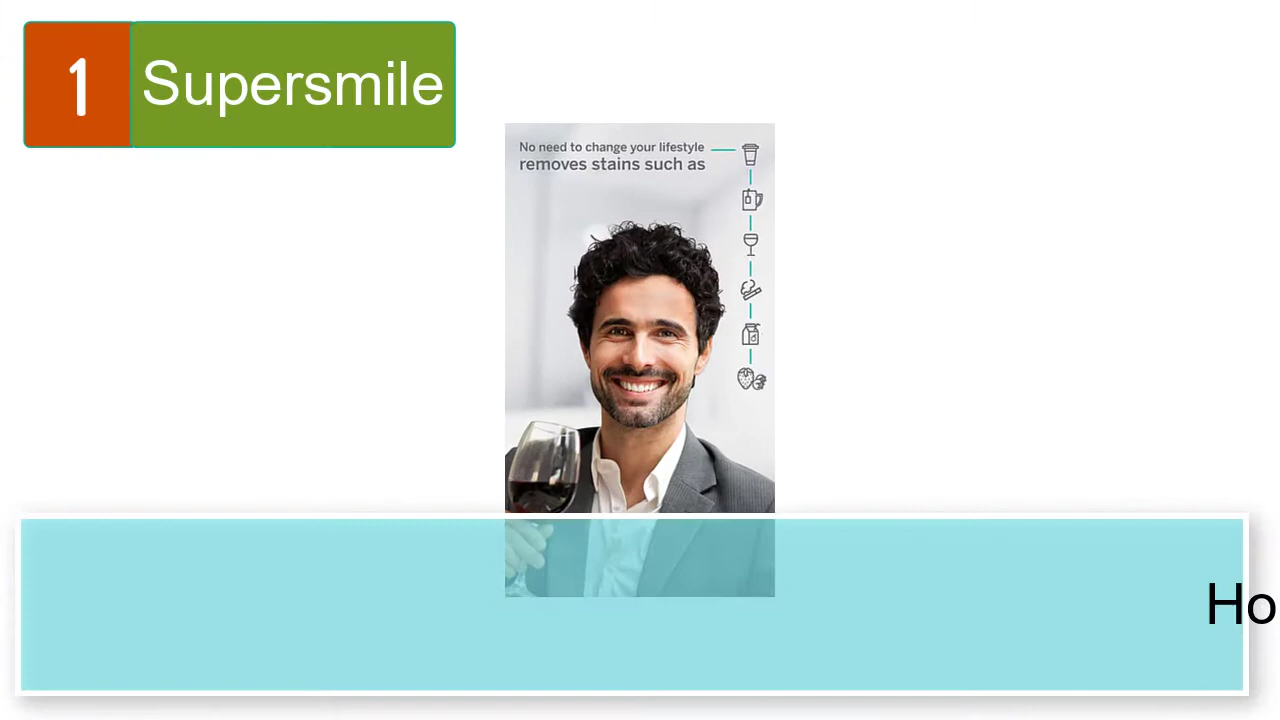 1 Supersmile
No need to change your lifestyle
removes stains such as
Ho